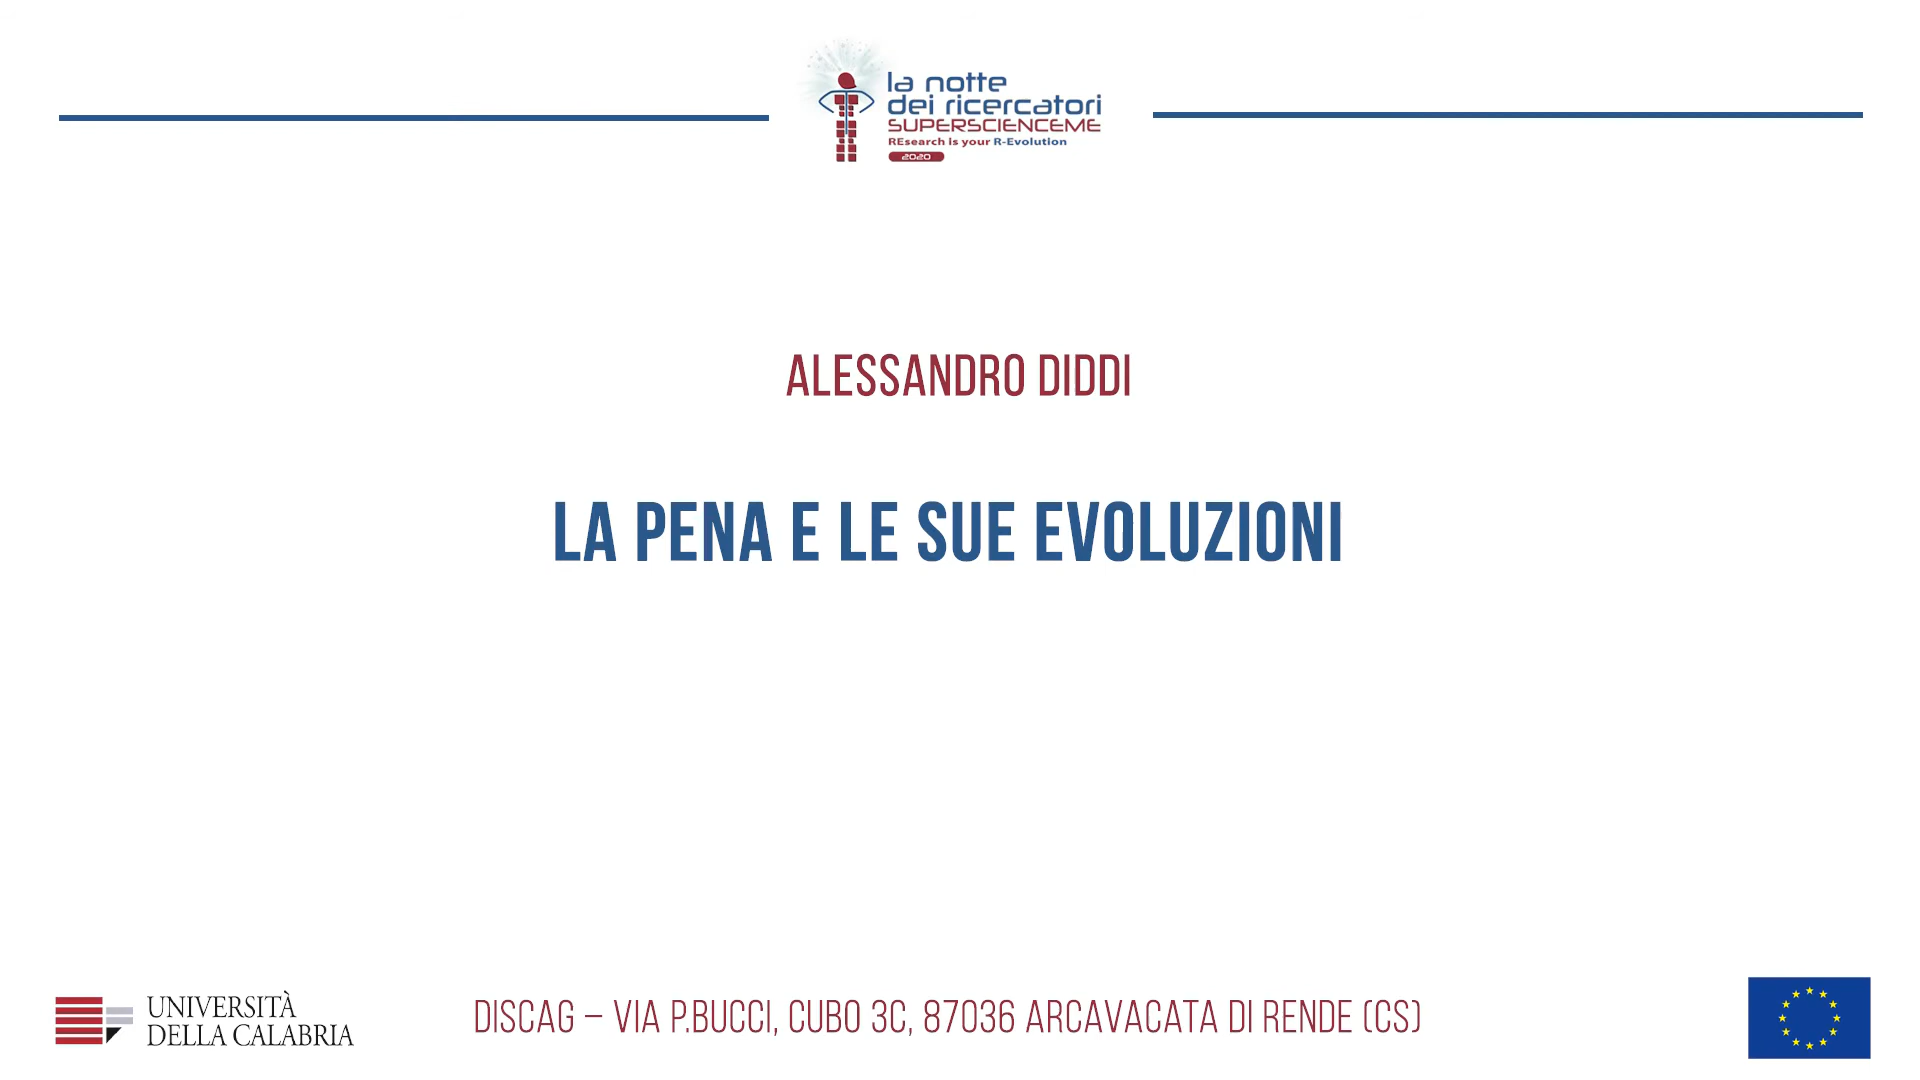 la notte
dei ricercatori
SUPERSCIENCEME
REsearch is your R-Evolution
2020
ALESSANDRO DIDDI
LA PENA E LE SUE EVOLUZIONI
UNIVERSITÀ
DELLA CALABRIA
DISCAG – VIA P.BUCCI, CUBO 3C, 87036 ARCAVACATA DI RENDE (CS)